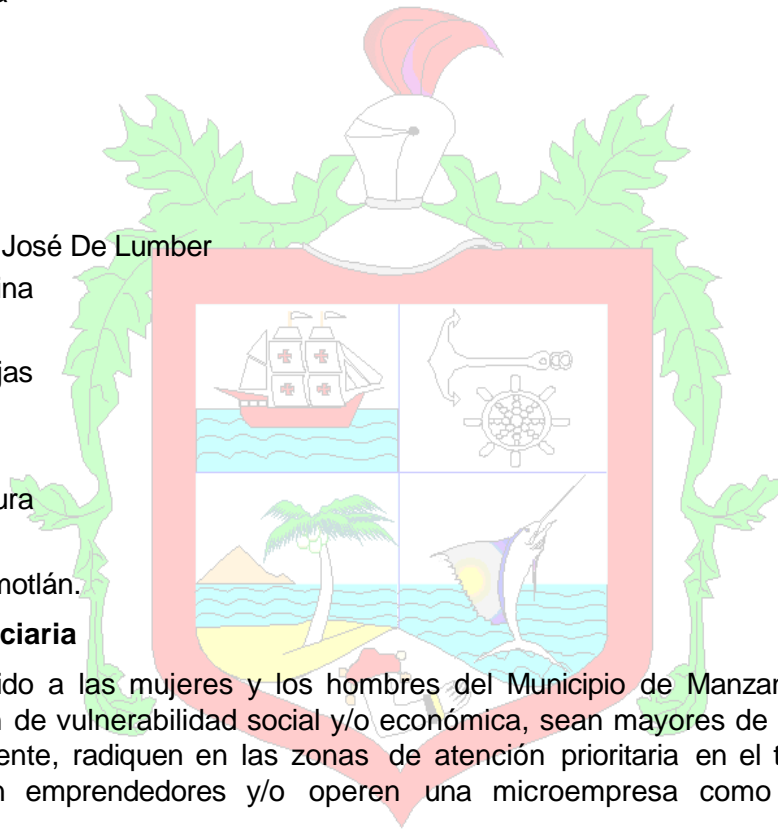 José De Lumber
ina
jas
ura
motlán.
ciaria
ido a las mujeres y los hombres del Municipio de Manzan
n de vulnerabilidad social y/o económica, sean mayores de
ente, radiquen en las zonas de atención prioritaria en el t
n emprendedores y/o operen una microempresa como